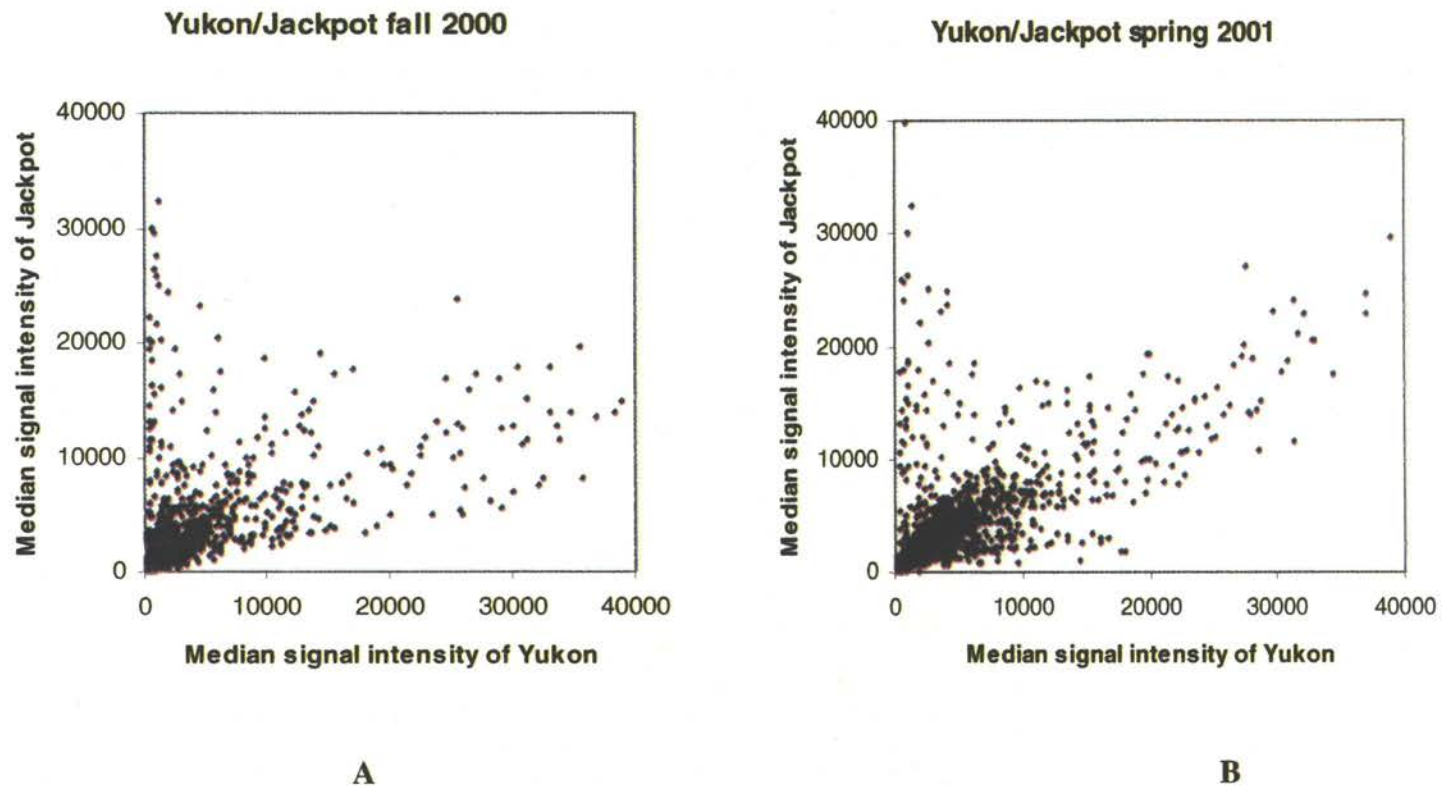 Yukon/Jackpot fall 2000
Median signal intensity of Jackpot
40000
30000
20000
10000
0
0 10000 20000 30000 40000
Median signal intensity of Yukon
A
Yukon/Jackpot spring 2001
Median signal intensity of Jackpot
40000
30000
20000
10000
0
0 10000 20000 30000 40000
Median signal intensity of Yukon
B